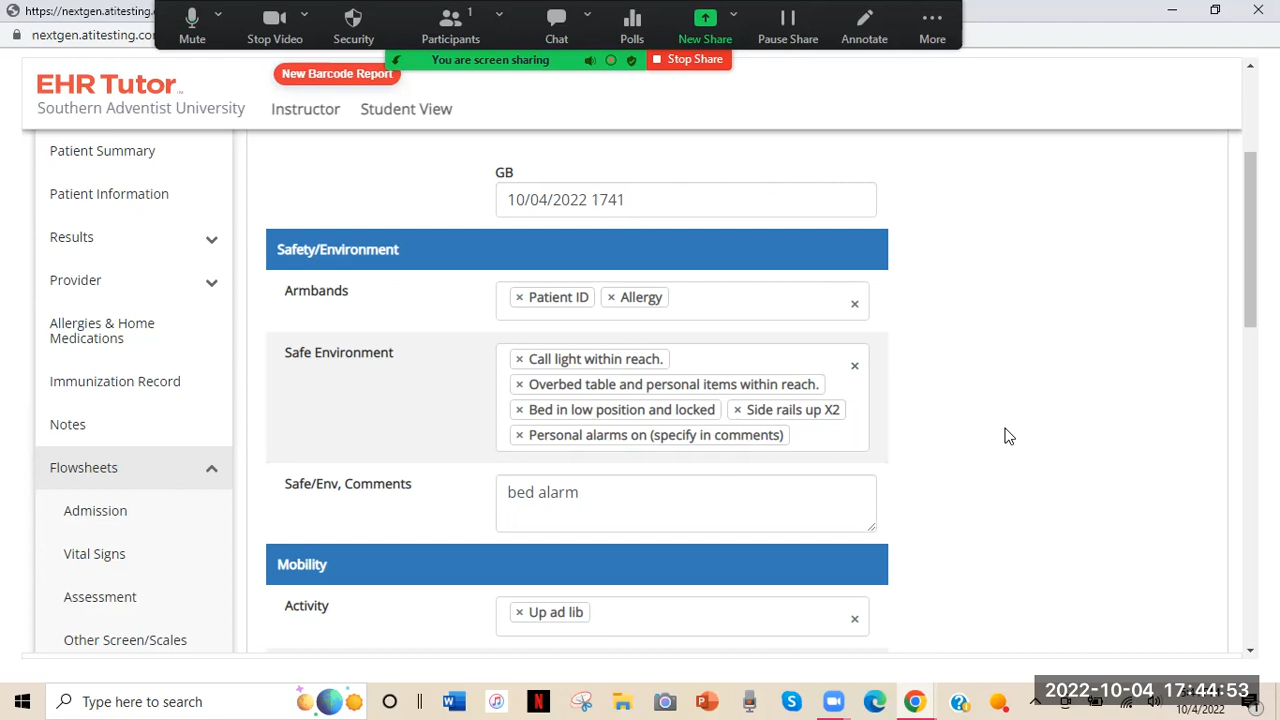 https://nextgen.atitesting
nextgen.atitesting.co
Mute
Stop Video
Security
1
Participants
Chat
Polls
New Share
Pause Share
Annotate
More
You are screen sharing
Stop Share
EHR Tutor
Southern Adventist University
New Barcode Report
Instructor
Student View
Patient Summary
Patient Information
Results
Provider
Allergies & Home
Medications
Immunization Record
Notes
Flowsheets
Admission
Vital Signs
Assessment
Other Screen/Scales
GB
10/04/2022 1741
Safety/Environment
Armbands
× Patient ID × Allergy ×
Safe Environment
× Call light within reach. ×
× Overbed table and personal items within reach.
× Bed in low position and locked × Side rails up X2
× Personal alarms on (specify in comments)
Safe/Env, Comments
bed alarm
Mobility
Activity
× Up ad lib ×
Type here to search
2022-10-04 17:44:53
10/4/2022